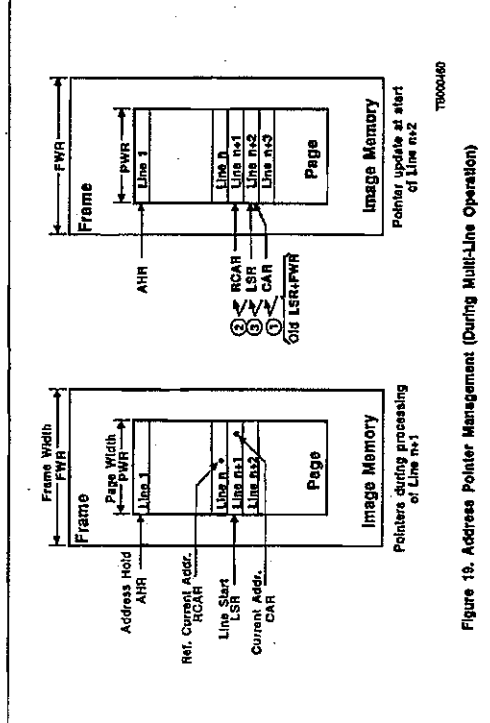 Frame Width
FWR
Frame
Page Width
PWR
Address Hold
AHR
Line 1
Ref. Current Addr.
RCAR
Line n
Line Start
LSR
Line n+1
Current Addr.
CAR
Line n+2
Page
Image Memory
Pointers during processing
of Line n+1
FWR
Frame
PWR
AHR
Line 1
Line n
② RCAR
Line n+1
③ LSR
Line n+2
① CAR
Line n+3
Old LSR+FWR
Page
Image Memory
Pointer update at start
of Line n+2
TB000460
Figure 19. Address Pointer Management (During Multi-Line Operation)